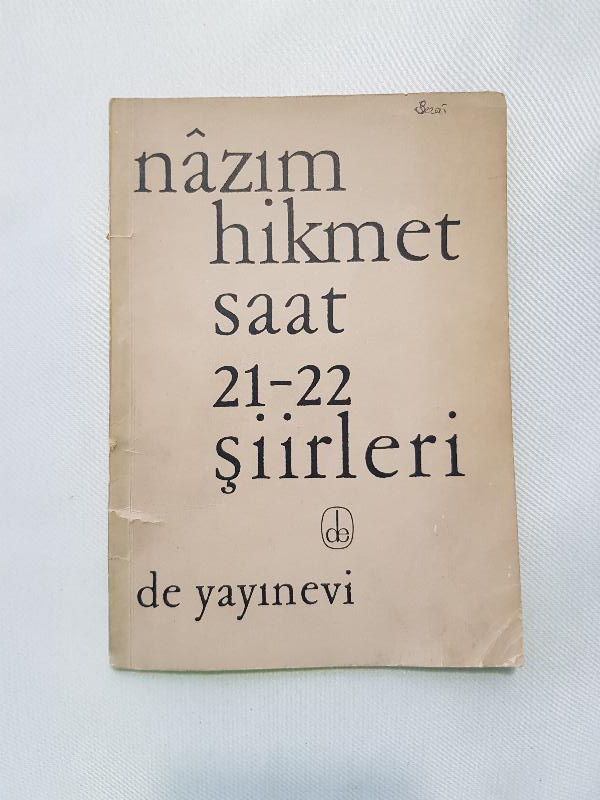 nâzım
hikmet
saat
21-22
şiirleri
de
de yayınevi